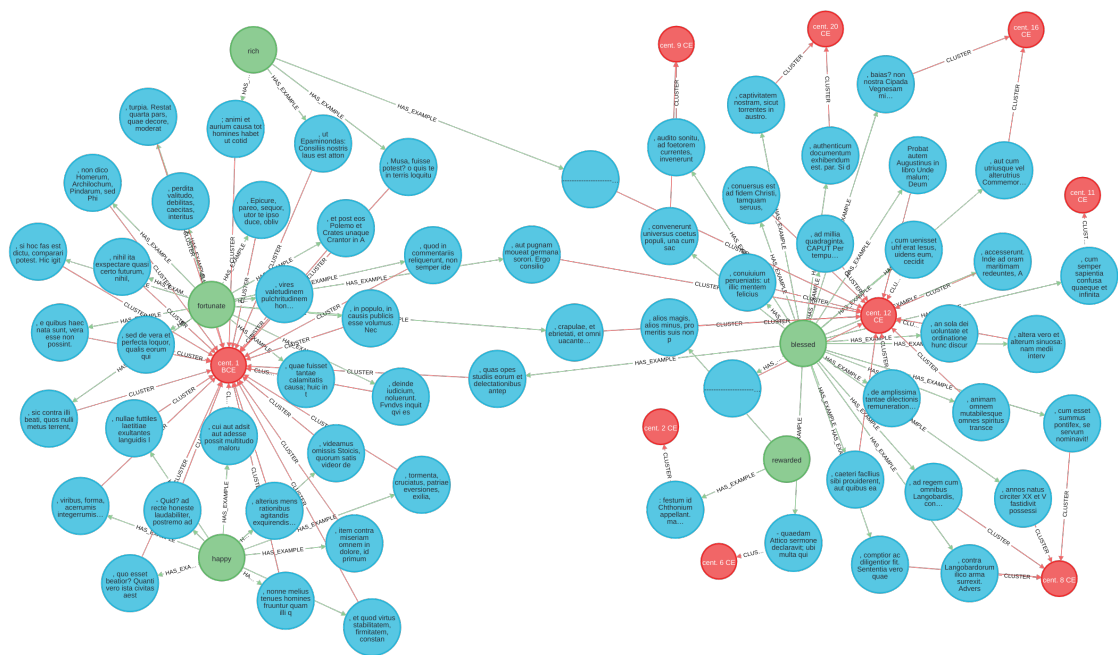 rich
cent. 9 CE
cent. 20
CE
cent. 16
CE
, turpia. Restat
quarta pars,
quae decore,
moderat
; animi et
aurium causa tot
homines habet
ut cotid
, ut
Epaminondas:
Consiliis nostris
laus est atton
, Musa, fuisse
potest? o quis te
in terris loquitu
, captivitatem
nostram, sicut
torrentes in
austro.
, baias? non
nostra Cipada
Vegnesam
mi...
, audito sonitu,
ad foetorem
currentes,
invenerunt
, authenticum
documentum
exhibendum
est, par. Si d
Probat
autem
Augustinus in
libro Unde
malum;
Deum
, aut cum
utriusque vel
alterutrius
Commemor...
cent. 11
CE
, non dico
Homerum,
Archilochum,
Pindarum, sed
Phi
, perdita
valitudo,
debilitas,
caecitas,
interitus
, Epicure,
pareo, sequor,
utor te ipso
duce, obliv
, et post eos
Polemo et
Crates unaque
Crantor in A
, conuersus est
ad fidem Christi,
tamquam
seruus,
, convenerunt
universus coetus
populi, una cum
sac
, ad millia
quadraginta.
CAPUT Per
tempu...
, cum uenisset
uhi erat Iesus,
uidens eum,
cecidit
, accesserunt.
Inde ad oram
maritimam
redeuntes, A
, cum
semper
sapientia
confusa
quaeque et
infinita
, si hoc fas est
dictu, comparari
potest. Hic igit
, nihil ita
exspectare quasi
certo futurum,
nihil,
, quod in
commentariis
reliquerunt, non
semper ide
, aut pugnam
moueat germana
sorori. Ergo
consilio
, conuiuium
perueniatis: ut
illic mentem
felicius
, vires
valetudinem
pulchritudinem
hon...
fortunate
, e quibus haec
nata sunt, vera
esse non
possint.
, sed de vera et
perfecta loquor,
qualis eorum
qui
, in populo, in
causis publicis
esse volumus.
Nec
, crapulae, et
ebrietati, et omni
uacante...
, alios magis,
alios minus, pro
meritis suis non
p
cent. 12
CE
blessed
, an sola dei
uoluntate et
ordinatione
hunc discur
altera vero et
alterum sinuosa:
nam medii
interv
cent. 1
BCE
, quae fuisset
tantae
calamitatis
causa; huic in
t
, deinde
iudicium,
noluerunt.
Fvndvs inquit
qvi es
, quas opes
studiis eorum et
delectationibus
antep
, de amplissima
tantae dilectionis
remuneration...
, animam
omnem
mutabilesque
omnes spiritus
transce
, cum esset
summus
pontifex, se
servum
nominavit!
, sic contra illi
beati, quos nulli
metus terrent,
, nullae futtiles
laetitiae
exultantes
languidis l
, cui aut adsit
aut adesse
possit multitudo
maloru
, videamus
omissis Stoicis,
quorum satis
videor de
cent. 2 CE
rewarded
, caeteri facilius
sibi prouiderint,
aut quibus ea
, ad regem cum
omnibus
Langobardis,
con...
annos natus
circiter XX et V
fastidivit
possessi
, viribus, forma,
acerrumis
integerrumis...
- Quid? ad
recte honeste
laudabiliter,
postremo ad
, alterius mens
rationibus
agitandis
exquirendis...
, tormenta,
cruciatus, patriae
eversiones,
exilia,
: festum id
Chthonium
appellant.
ma...
- quaedam
Attico sermone
declaravit; ubi
multa qui
happy
item contra
miseriam
omnem in
dolore, id
primum
cent. 6 CE
, comptior ac
diligentior fit.
Sententia vero
quae
, contra
Langobardorum
ilico arma
surrexit.
Advers
cent. 8 CE
, quo esset
beatior? Quanti
vero ista civitas
aest
, nonne melius
tenues homines
fruuntur quam
illi q
, et quod virtus
stabilitatem,
firmitatem,
constan
HAS_EXAMPLE
CLUSTER